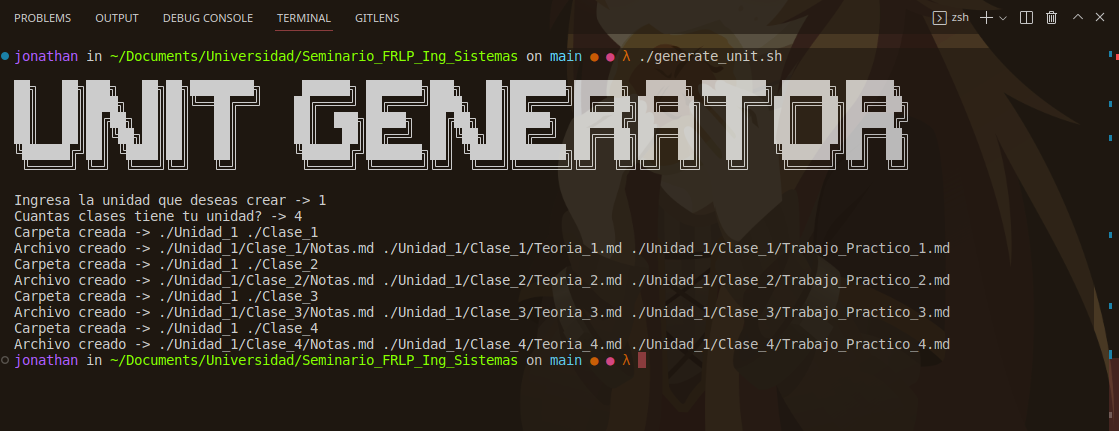 PROBLEMS OUTPUT DEBUG CONSOLE TERMINAL GITLENS zsh
jonathan in ~/Documents/Universidad/Seminario_FRLP_Ing_Sistemas on main ● ● λ ./generate_unit.sh
UNIT GENERATOR
Ingresa la unidad que deseas crear -> 1
Cuantas clases tiene tu unidad? -> 4
Carpeta creada -> ./Unidad_1 ./Clase_1
Archivo creado -> ./Unidad_1/Clase_1/Notas.md ./Unidad_1/Clase_1/Teoria_1.md ./Unidad_1/Clase_1/Trabajo_Practico_1.md
Carpeta creada -> ./Unidad_1 ./Clase_2
Archivo creado -> ./Unidad_1/Clase_2/Notas.md ./Unidad_1/Clase_2/Teoria_2.md ./Unidad_1/Clase_2/Trabajo_Practico_2.md
Carpeta creada -> ./Unidad_1 ./Clase_3
Archivo creado -> ./Unidad_1/Clase_3/Notas.md ./Unidad_1/Clase_3/Teoria_3.md ./Unidad_1/Clase_3/Trabajo_Practico_3.md
Carpeta creada -> ./Unidad_1 ./Clase_4
Archivo creado -> ./Unidad_1/Clase_4/Notas.md ./Unidad_1/Clase_4/Teoria_4.md ./Unidad_1/Clase_4/Trabajo_Practico_4.md
jonathan in ~/Documents/Universidad/Seminario_FRLP_Ing_Sistemas on main ● ● λ